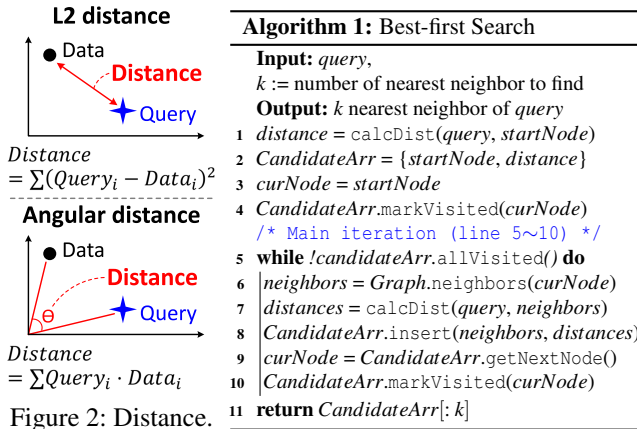 L2 distance
Data
Distance
Query
Distance
= ∑(Query_i − Data_i)^2
Angular distance
Data
Distance
Θ
Query
Distance
= ∑Query_i · Data_i
Figure 2: Distance.
Algorithm 1: Best-first Search
Input: query,
k := number of nearest neighbor to find
Output: k nearest neighbor of query
1 distance = calcDist(query, startNode)
2 CandidateArr = {startNode, distance}
3 curNode = startNode
4 CandidateArr.markVisited(curNode)
/* Main iteration (line 5~10) */
5 while !candidateArr.allVisited() do
6 neighbors = Graph.neighbors(curNode)
7 distances = calcDist(query, neighbors)
8 CandidateArr.insert(neighbors, distances)
9 curNode = CandidateArr.getNextNode()
10 CandidateArr.markVisited(curNode)
11 return CandidateArr[: k]